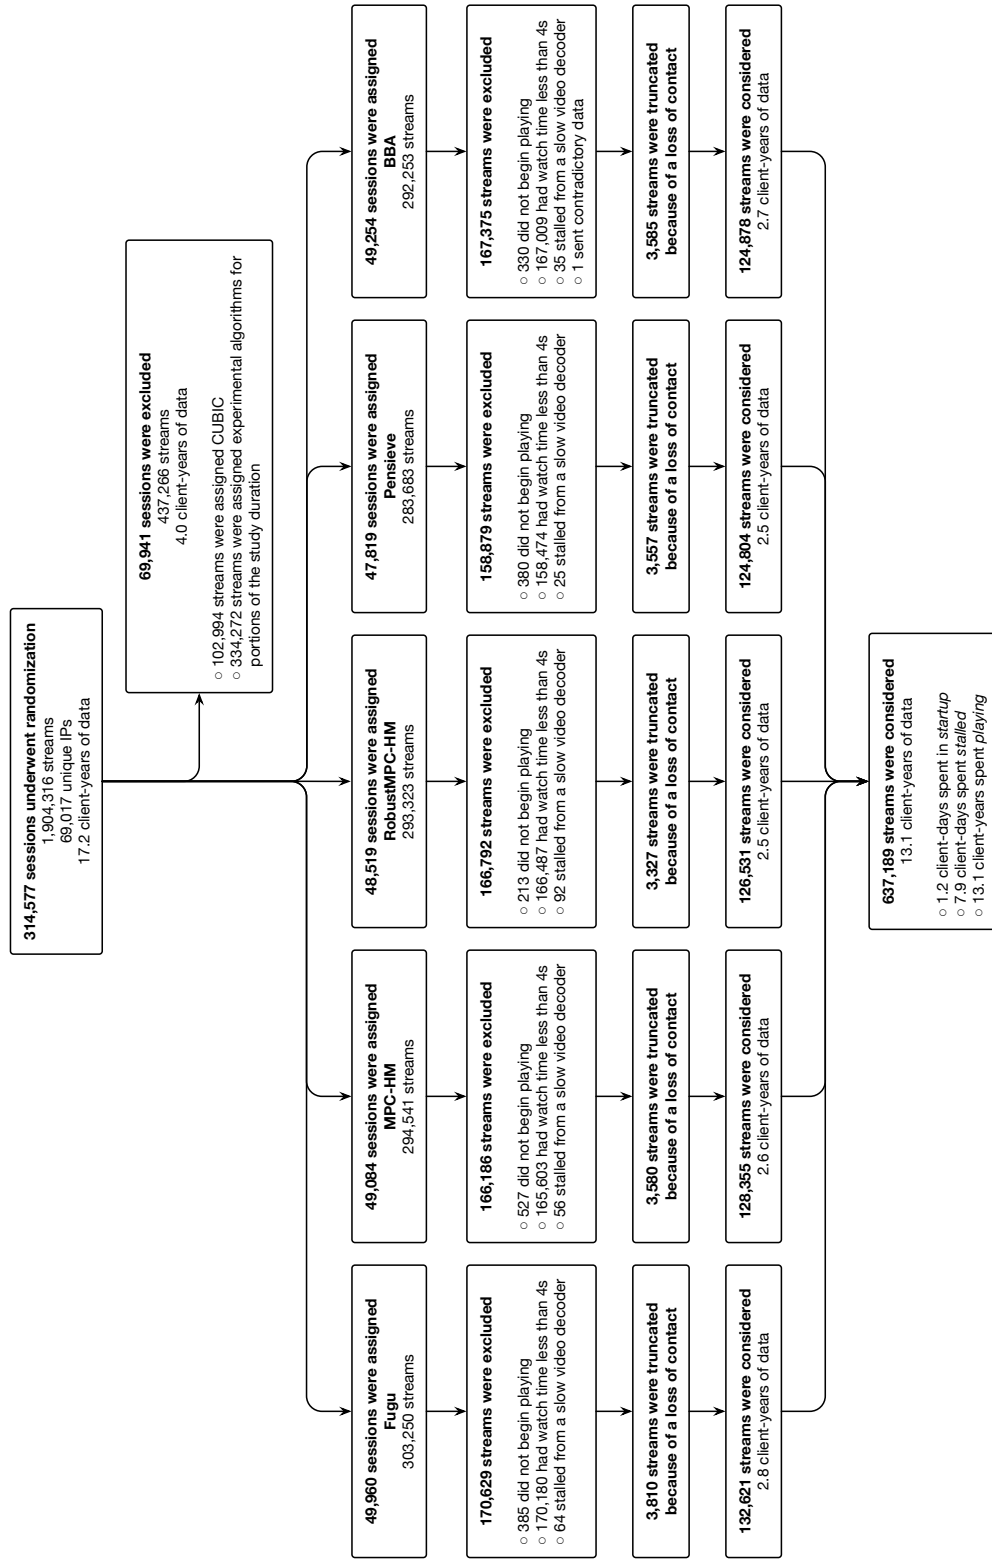 314,577 sessions underwent randomization
1,904,316 streams
69,017 unique IPs
17.2 client-years of data
69,941 sessions were excluded
437,266 streams
4.0 client-years of data
○ 102,994 streams were assigned CUBIC
○ 334,272 streams were assigned experimental algorithms for
portions of the study duration
49,960 sessions were assigned
Fugu
303,250 streams
170,629 streams were excluded
○ 385 did not begin playing
○ 170,180 had watch time less than 4s
○ 64 stalled from a slow video decoder
3,810 streams were truncated
because of a loss of contact
132,621 streams were considered
2.8 client-years of data
49,084 sessions were assigned
MPC-HM
294,541 streams
166,186 streams were excluded
○ 527 did not begin playing
○ 165,603 had watch time less than 4s
○ 56 stalled from a slow video decoder
3,580 streams were truncated
because of a loss of contact
128,355 streams were considered
2.6 client-years of data
48,519 sessions were assigned
RobustMPC-HM
293,323 streams
166,792 streams were excluded
○ 213 did not begin playing
○ 166,487 had watch time less than 4s
○ 92 stalled from a slow video decoder
3,327 streams were truncated
because of a loss of contact
126,531 streams were considered
2.5 client-years of data
47,819 sessions were assigned
Pensieve
283,683 streams
158,879 streams were excluded
○ 380 did not begin playing
○ 158,474 had watch time less than 4s
○ 25 stalled from a slow video decoder
3,557 streams were truncated
because of a loss of contact
124,804 streams were considered
2.5 client-years of data
49,254 sessions were assigned
BBA
292,253 streams
167,375 streams were excluded
○ 330 did not begin playing
○ 167,009 had watch time less than 4s
○ 35 stalled from a slow video decoder
○ 1 sent contradictory data
3,585 streams were truncated
because of a loss of contact
124,878 streams were considered
2.7 client-years of data
637,189 streams were considered
13.1 client-years of data
○ 1.2 client-days spent in startup
○ 7.9 client-days spent stalled
○ 13.1 client-years spent playing